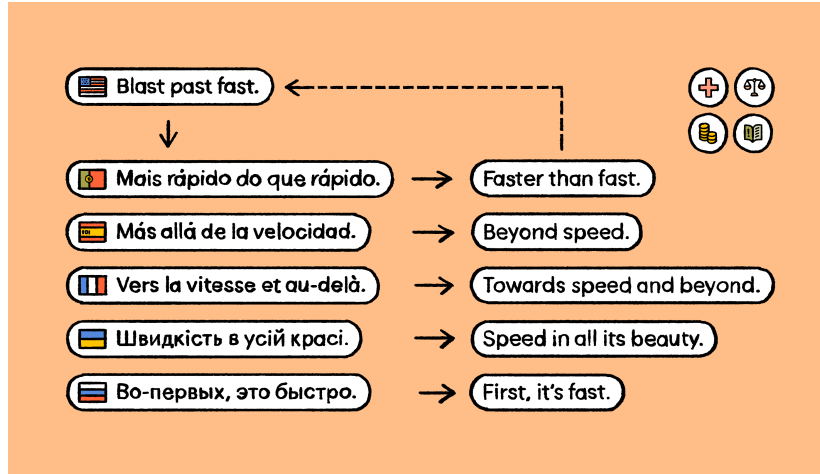 Blast past fast.
Mais rápido do que rápido.
Faster than fast.
Más allá de la velocidad.
Beyond speed.
Vers la vitesse et au-delà.
Towards speed and beyond.
Швидкість в усій красі.
Speed in all its beauty.
Во-первых, это быстро.
First, it's fast.